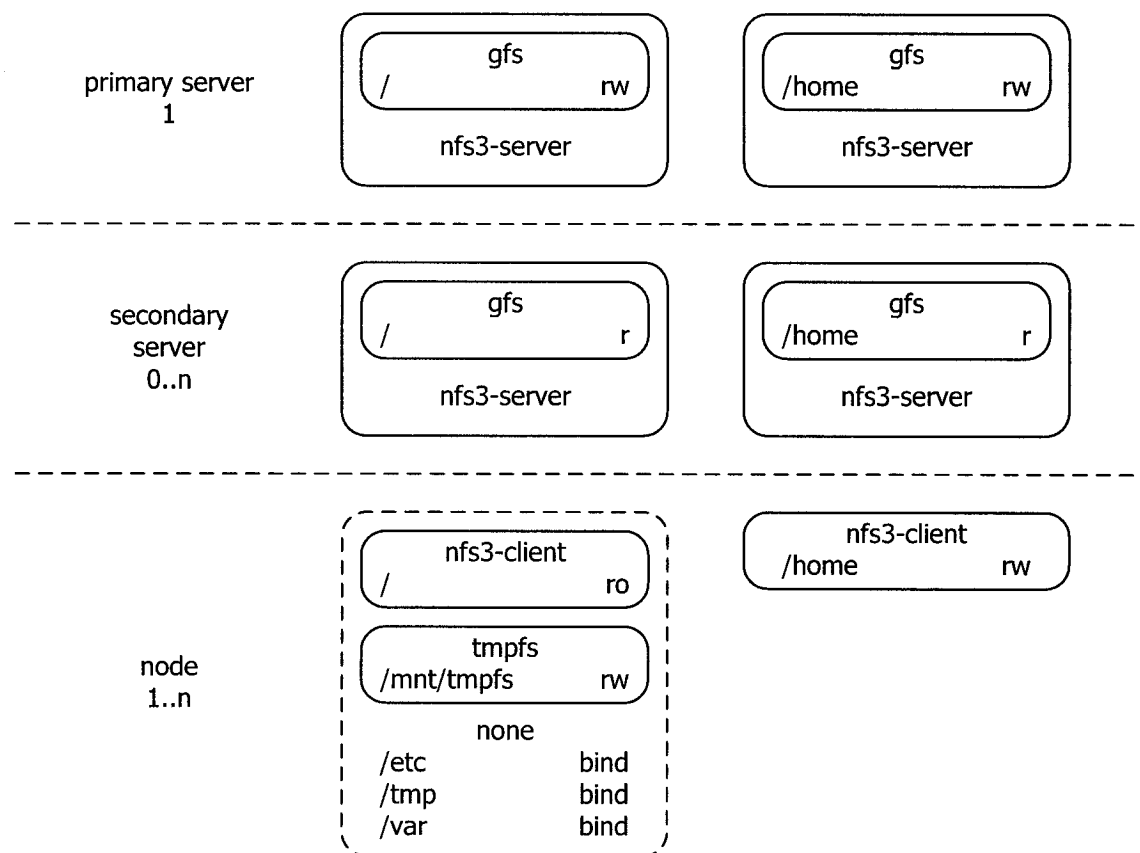 primary server
1
gfs
/ rw
nfs3-server
gfs
/home rw
nfs3-server
secondary
server
0..n
gfs
/ r
nfs3-server
gfs
/home r
nfs3-server
node
1..n
nfs3-client
/ ro
tmpfs
/mnt/tmpfs rw
none
/etc bind
/tmp bind
/var bind
nfs3-client
/home rw